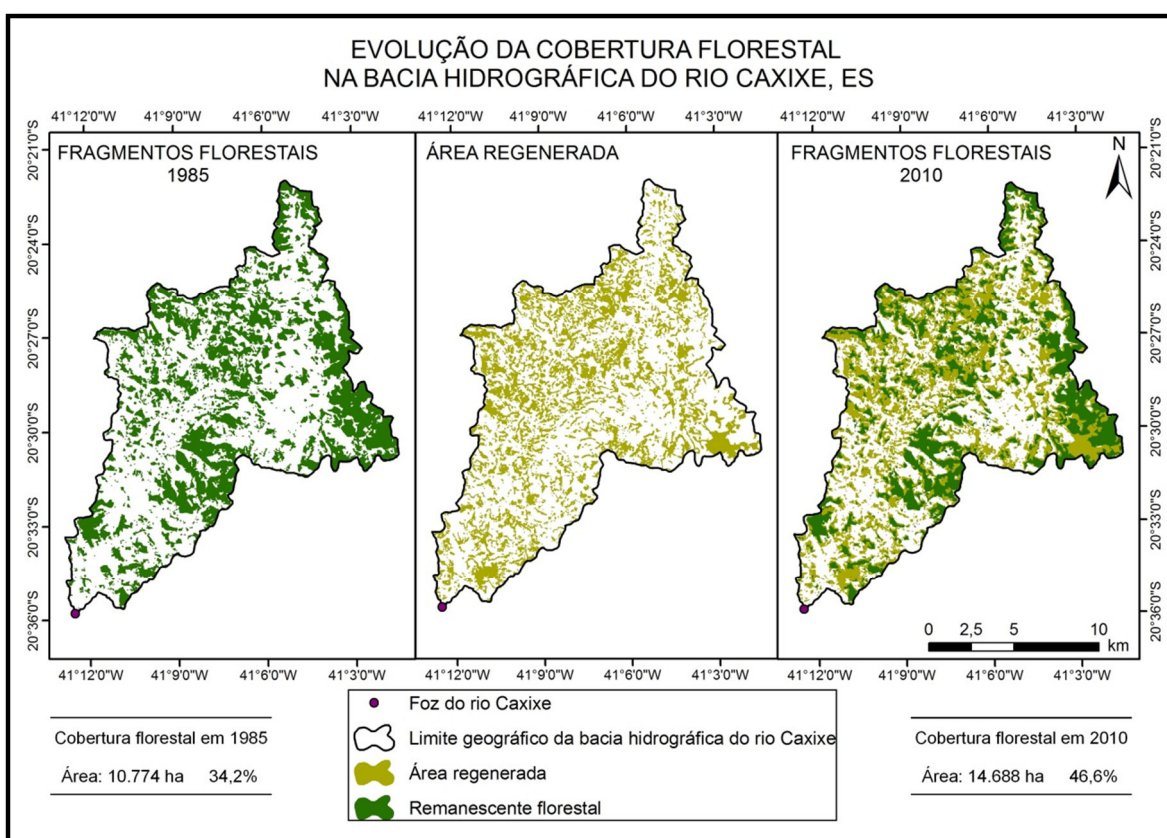 EVOLUÇÃO DA COBERTURA FLORESTAL
NA BACIA HIDROGRÁFICA DO RIO CAXIXE, ES
41°12'0"W 41°9'0"W 41°6'0"W 41°3'0"W
41°12'0"W 41°9'0"W 41°6'0"W 41°3'0"W
41°12'0"W 41°9'0"W 41°6'0"W 41°3'0"W
20°21'0"S
20°24'0"S
20°27'0"S
20°30'0"S
20°33'0"S
20°36'0"S
FRAGMENTOS FLORESTAIS
1985
ÁREA REGENERADA
FRAGMENTOS FLORESTAIS
2010
N
20°21'0"S
20°24'0"S
20°27'0"S
20°30'0"S
20°33'0"S
20°36'0"S
0 2,5 5 10
km
41°12'0"W 41°9'0"W 41°6'0"W 41°3'0"W
41°12'0"W 41°9'0"W 41°6'0"W 41°3'0"W
41°12'0"W 41°9'0"W 41°6'0"W 41°3'0"W
Cobertura florestal em 1985
Área: 10.774 ha 34,2%
Foz do rio Caxixe
Limite geográfico da bacia hidrográfica do rio Caxixe
Área regenerada
Remanescente florestal
Cobertura florestal em 2010
Área: 14.688 ha 46,6%